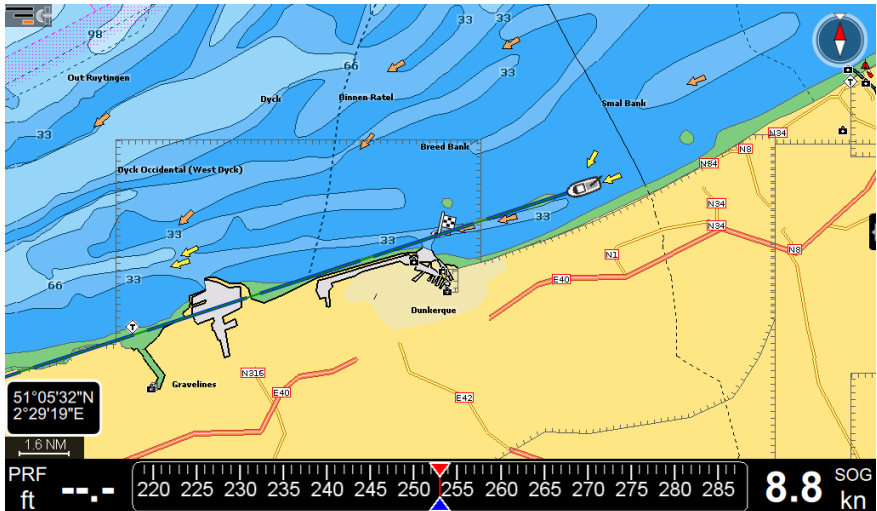 98
33
33
66
33
Out Ruytingen
Dyck
Binnen Ratel
Smal Bank
33
T
N34
N8
Breed Bank
N34
Dyck Occidental (West Dyck)
N34
33
N34
33
N1
N8
33
E40
66
Dunkerque
T
N316
Gravelines
E40
E42
51°05'32"N
2°29'19"E
1.6 NM
PRF
ft
--.-
220 225 230 235 240 245 250 255 260 265 270 275 280 285
8.8
SOG
kn